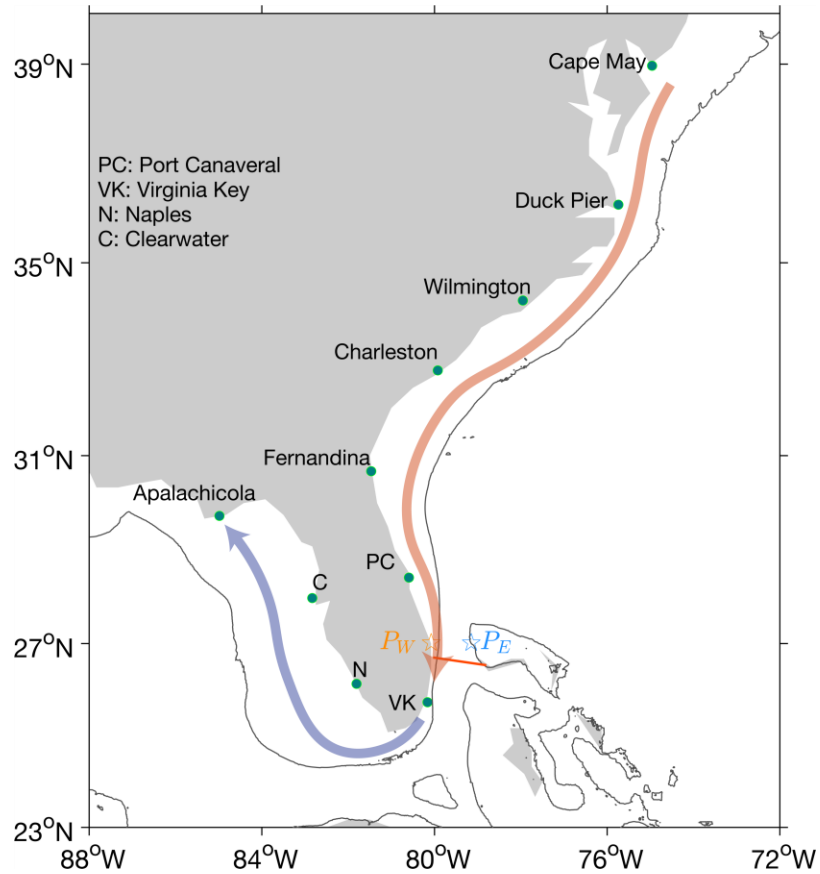 39°N
Cape May
PC: Port Canaveral
VK: Virginia Key
N: Naples
C: Clearwater
Duck Pier
35°N
Wilmington
Charleston
31°N
Fernandina
Apalachicola
PC
C
27°N
P_W
P_E
N
VK
23°N
88°W
84°W
80°W
76°W
72°W